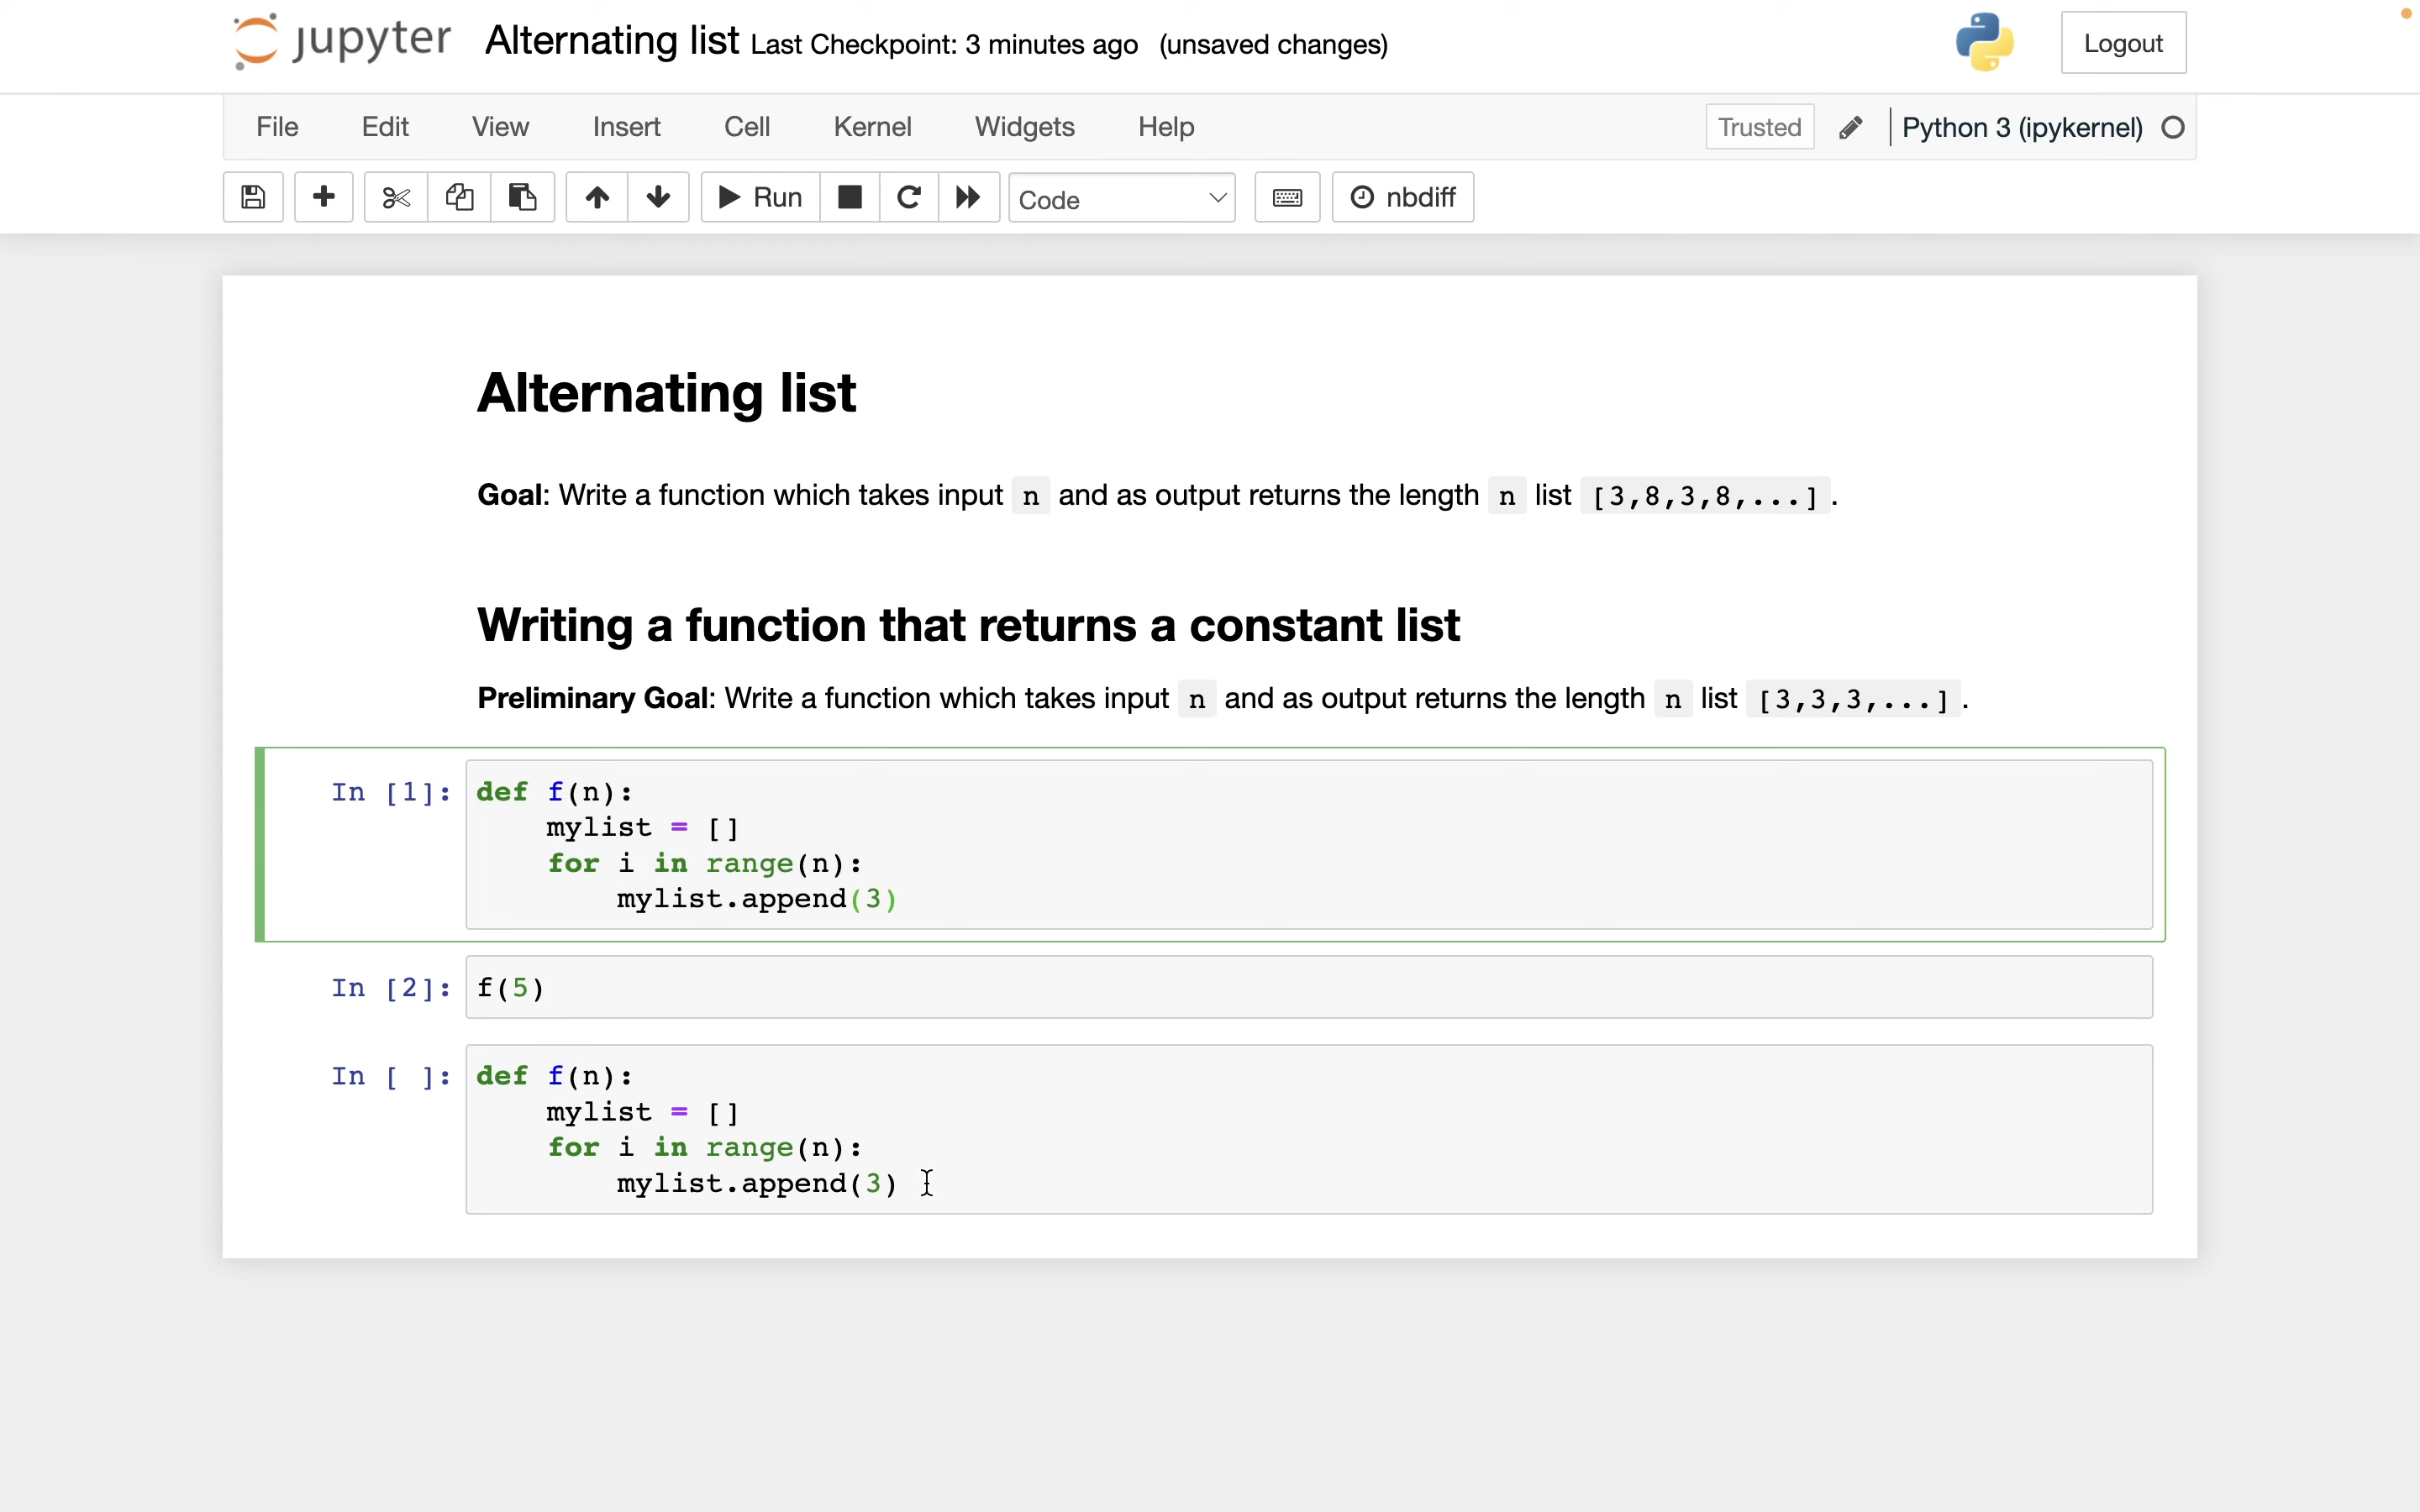 jupyter Alternating list Last Checkpoint: 3 minutes ago (unsaved changes) Logout
File Edit View Insert Cell Kernel Widgets Help Trusted Python 3 (ipykernel)
Run Code nbdiff
Alternating list
Goal: Write a function which takes input n and as output returns the length n list [3,8,3,8,...].
Writing a function that returns a constant list
Preliminary Goal: Write a function which takes input n and as output returns the length n list [3,3,3,...].
In [1]: def f(n):
    mylist = []
    for i in range(n):
        mylist.append(3)
In [2]: f(5)
In [ ]: def f(n):
    mylist = []
    for i in range(n):
        mylist.append(3)